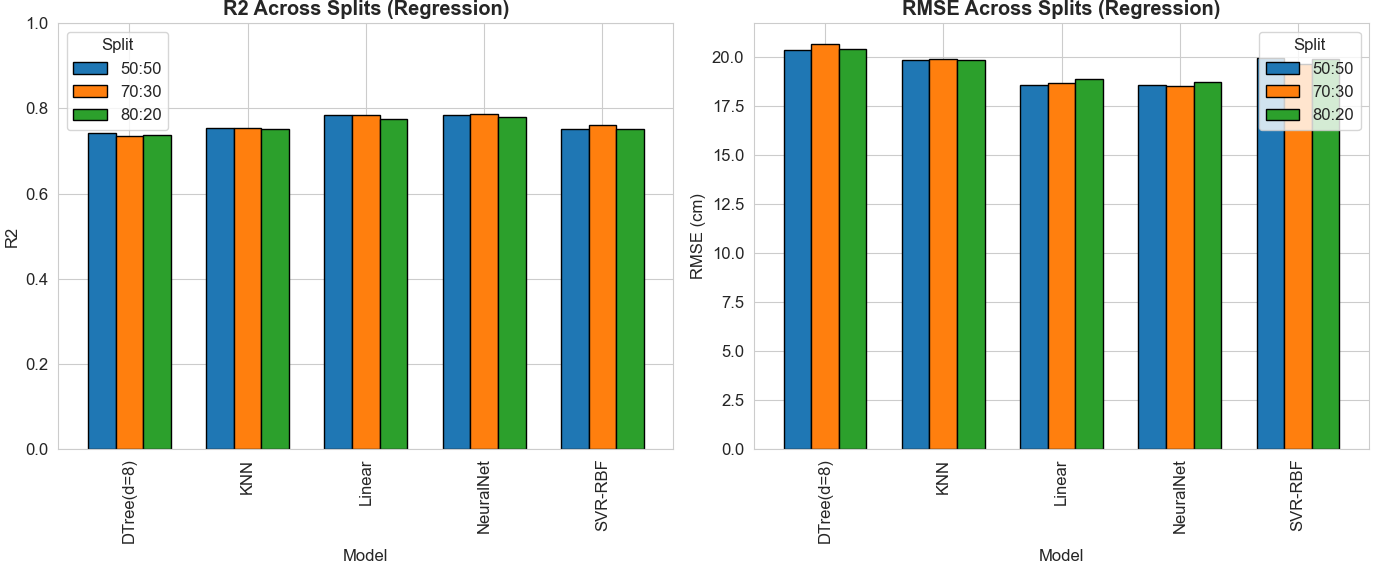 R2 Across Splits (Regression)
1.0
0.8
0.6
0.4
0.2
0.0
R2
Split
50:50
70:30
80:20
DTree(d=8)
KNN
Linear
NeuralNet
SVR-RBF
Model
RMSE Across Splits (Regression)
20.0
17.5
15.0
12.5
10.0
7.5
5.0
2.5
0.0
RMSE (cm)
Split
50:50
70:30
80:20
DTree(d=8)
KNN
Linear
NeuralNet
SVR-RBF
Model